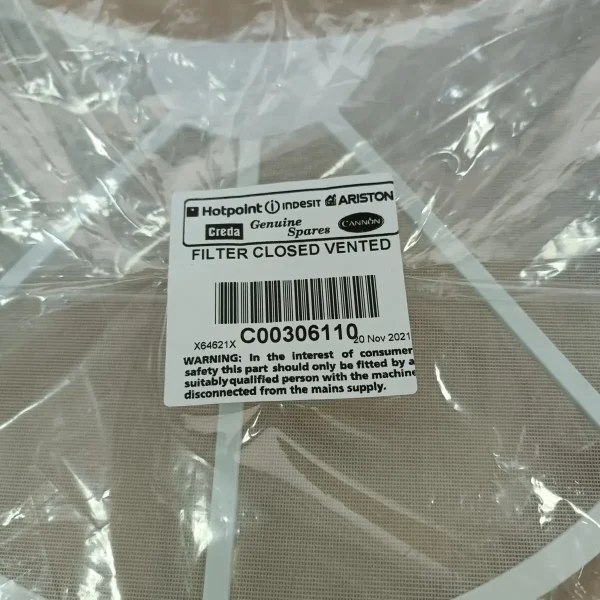 Hotpoint i INDESIT ARISTON
Creda Genuine Spares CANNON
FILTER CLOSED VENTED
X64621X C00306110 20 Nov 2021
WARNING: In the interest of consumer
safety this part should only be fitted by a
suitably qualified person with the machine
disconnected from the mains supply.